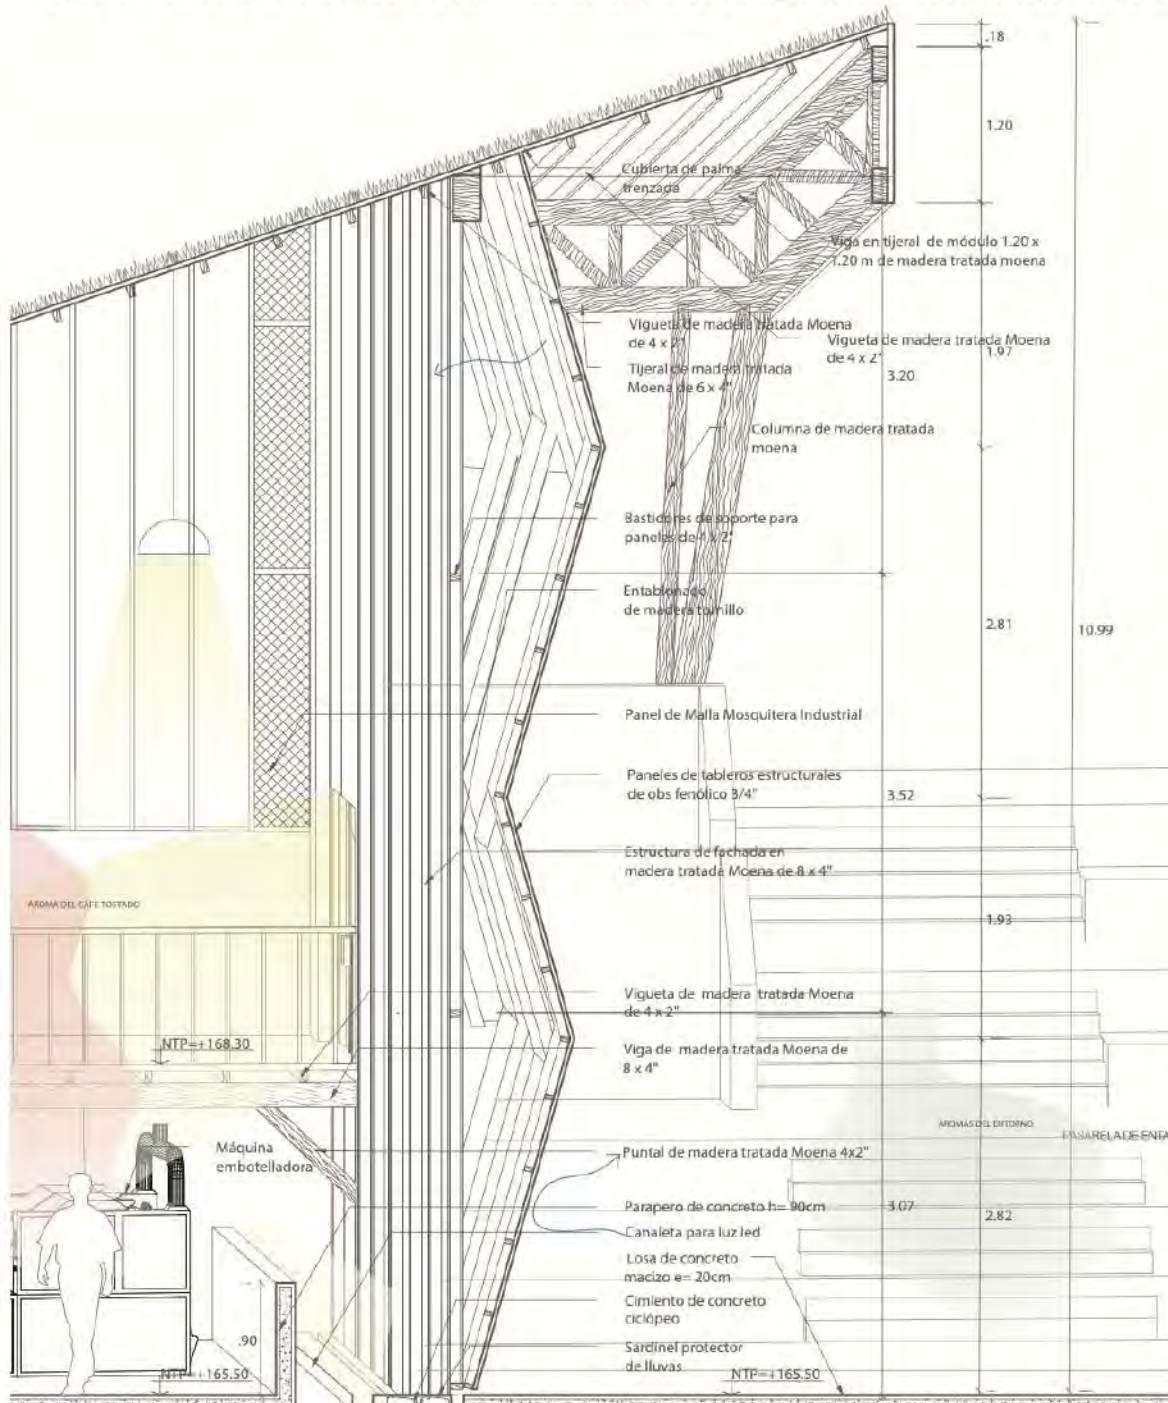 .18
1.20
Cubierta de palma
trenzada
Viga en tijeral de módulo 1.20 x
1.20 m de madera tratada moena
Vigueta de madera tratada Moena
de 4 x 2"
Vigueta de madera tratada Moena
de 4 x 2"
1.97
Tijeral de madera tratada
Moena de 6 x 4"
3.20
Columna de madera tratada
moena
Bastidores de soporte para
paneles de 4 x 2"
Entablonado
de madera tornillo
2.81
10.99
Panel de Malla Mosquitera Industrial
Paneles de tableros estructurales
de obs fenólico 3/4"
3.52
Estructura de fachada en
madera tratada Moena de 8 x 4"
AROMA DEL CAFE TOSTADO
1.93
Vigueta de madera tratada Moena
de 4 x 2"
NTP=+168.30
Viga de madera tratada Moena de
8 x 4"
AROMAS DEL ENTORNO
PASARELA DE ENTA
Máquina
embotelladora
Puntal de madera tratada Moena 4x2"
Parapero de concreto h= 90cm
3.07
2.82
Canaleta para luz led
Losa de concreto
macizo e= 20cm
Cimiento de concreto
ciclópeo
.90
Sardinel protector
de lluvas
NTP=+165.50
NTP=+165.50